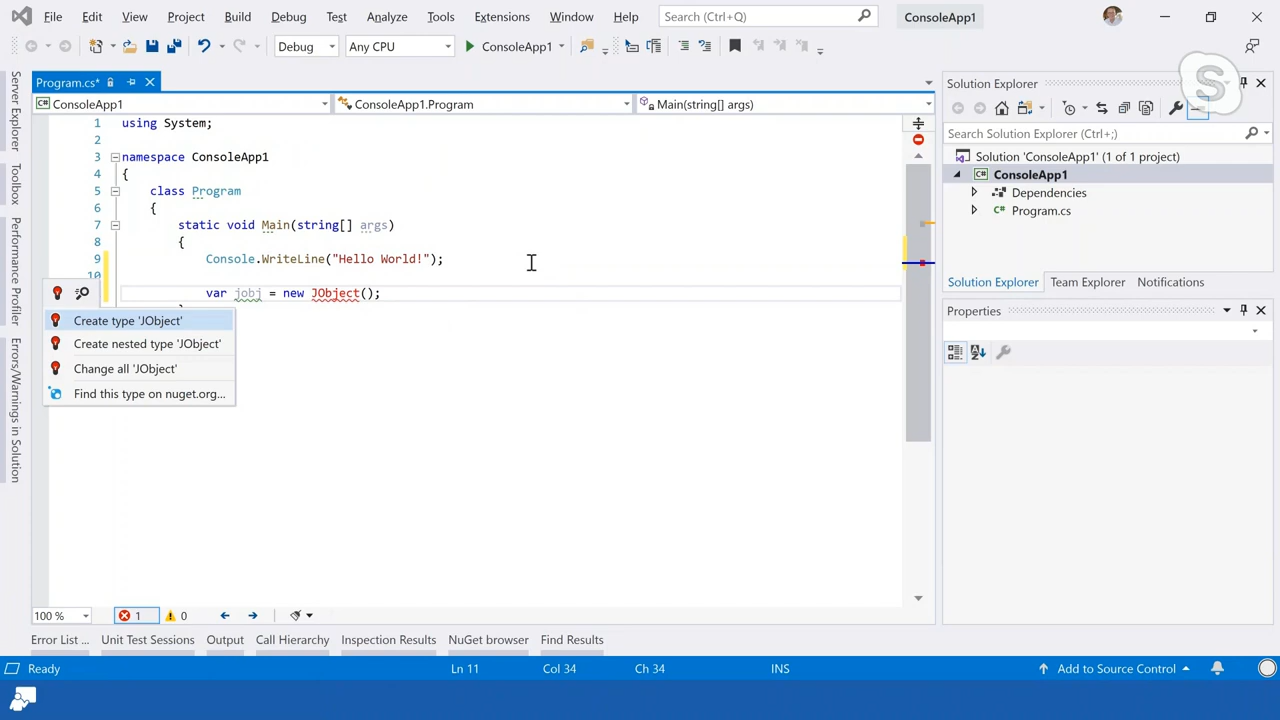 File Edit View Project Build Debug Test Analyze Tools Extensions Window Help Search (Ctrl+Q) ConsoleApp1
Debug Any CPU ConsoleApp1
Program.cs*
ConsoleApp1 ConsoleApp1.Program Main(string[] args)
1 using System;
2
3 namespace ConsoleApp1
4 {
5 class Program
6 {
7 static void Main(string[] args)
8 {
9 Console.WriteLine("Hello World!");
10
var jobj = new JObject();
Create type 'JObject'
Create nested type 'JObject'
Change all 'JObject'
Find this type on nuget.org...
Server Explorer
Toolbox
Performance Profiler
Errors/Warnings in Solution
Solution Explorer
S
Search Solution Explorer (Ctrl+;)
Solution 'ConsoleApp1' (1 of 1 project)
C# ConsoleApp1
Dependencies
C# Program.cs
Solution Explorer Team Explorer Notifications
Properties
100 % 1 0
Error List ... Unit Test Sessions Output Call Hierarchy Inspection Results NuGet browser Find Results
Ready Ln 11 Col 34 Ch 34 INS Add to Source Control